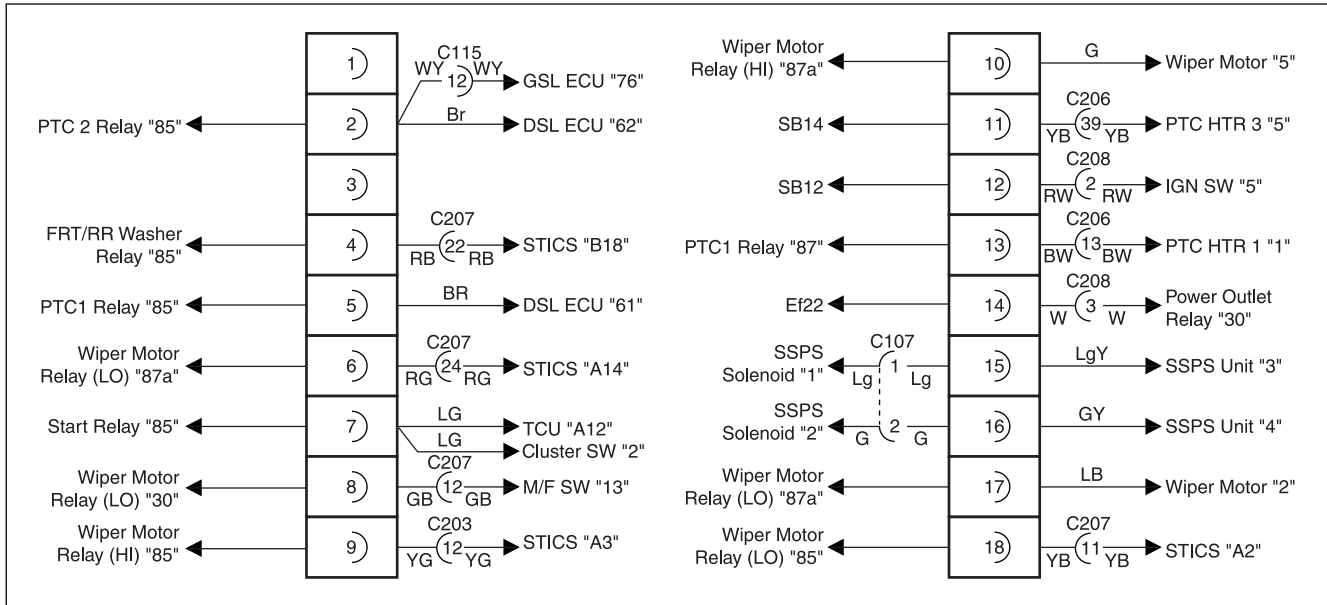 1
C115
WY 12 WY GSL ECU "76"
PTC 2 Relay "85" 2 Br DSL ECU "62"
3
FRT/RR Washer
Relay "85"
4
C207
RB 22 RB STICS "B18"
PTC1 Relay "85" 5 BR DSL ECU "61"
Wiper Motor
Relay (LO) "87a"
6
C207
RG 24 RG STICS "A14"
Start Relay "85" 7 LG TCU "A12"
LG Cluster SW "2"
Wiper Motor
Relay (LO) "30"
8
C207
GB 12 GB M/F SW "13"
Wiper Motor
Relay (HI) "85"
9
C203
YG 12 YG STICS "A3"
Wiper Motor
Relay (HI) "87a"
10 G Wiper Motor "5"
SB14 11
C206
YB 39 YB PTC HTR 3 "5"
SB12 12
C208
RW 2 RW IGN SW "5"
PTC1 Relay "87" 13
C206
BW 13 BW PTC HTR 1 "1"
Ef22 14
C208
W 3 W Power Outlet
Relay "30"
SSPS
Solenoid "1"
C107
Lg 1 Lg 15 LgY SSPS Unit "3"
SSPS
Solenoid "2"
G 2 G 16 GY SSPS Unit "4"
Wiper Motor
Relay (LO) "87a"
17 LB Wiper Motor "2"
Wiper Motor
Relay (LO) "85"
18
C207
YB 11 YB STICS "A2"